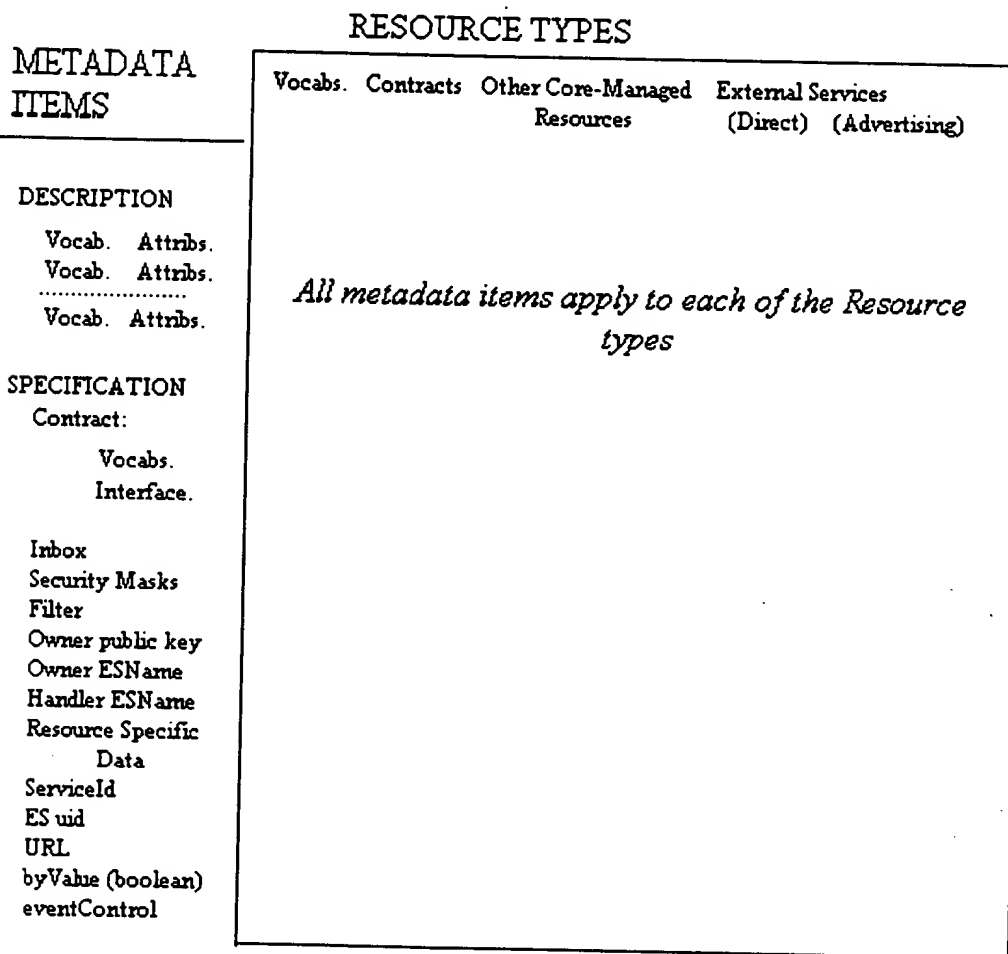 RESOURCE TYPES
METADATA
ITEMS
Vocabs. Contracts Other Core-Managed External Services
Resources (Direct) (Advertising)
DESCRIPTION
Vocab. Attribs.
Vocab. Attribs.
......................
Vocab. Attribs.
All metadata items apply to each of the Resource
types
SPECIFICATION
Contract:
Vocabs.
Interface.
Inbox
Security Masks
Filter
Owner public key
Owner ESName
Handler ESName
Resource Specific
Data
ServiceId
ES uid
URL
byValue (boolean)
eventControl